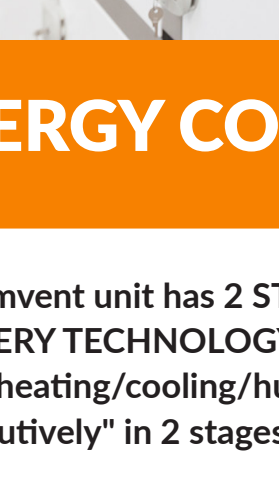 ERGY CO
mvent unit has 2 ST
ERY TECHNOLOGY
heating/cooling/hu
utively" in 2 stages